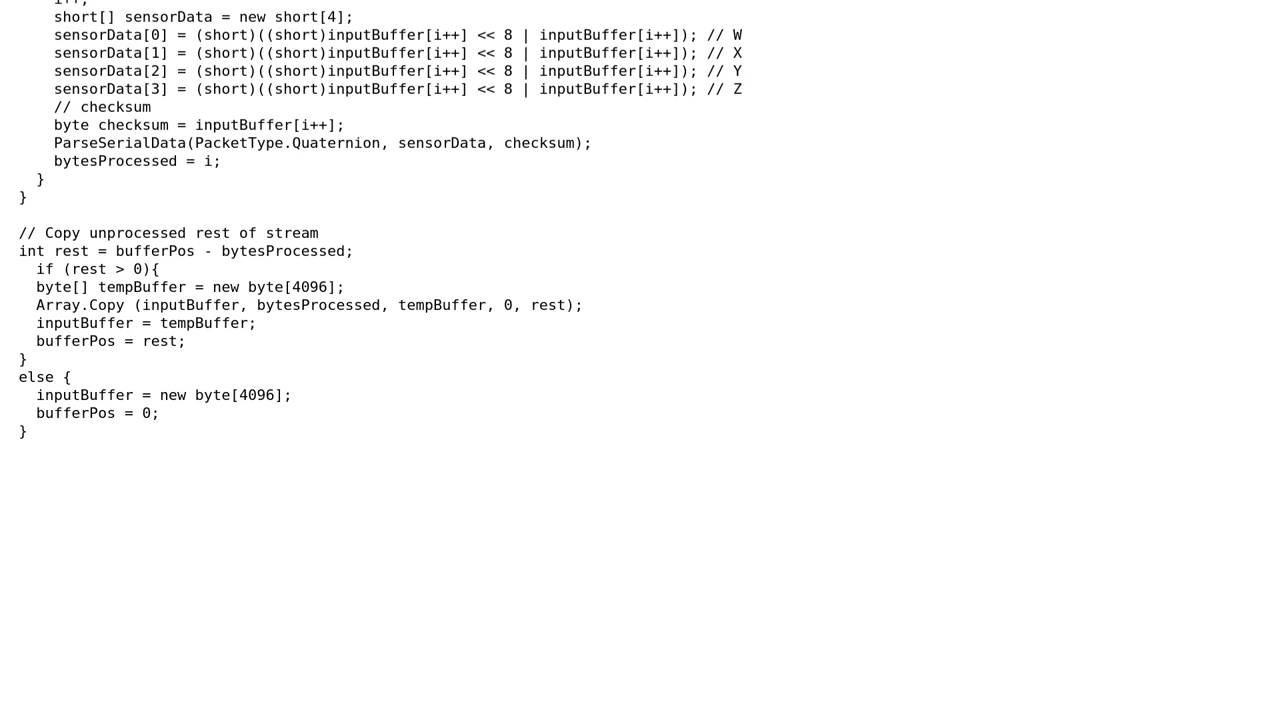 i++;
short[] sensorData = new short[4];
sensorData[0] = (short)((short)inputBuffer[i++] << 8 | inputBuffer[i++]); // W
sensorData[1] = (short)((short)inputBuffer[i++] << 8 | inputBuffer[i++]); // X
sensorData[2] = (short)((short)inputBuffer[i++] << 8 | inputBuffer[i++]); // Y
sensorData[3] = (short)((short)inputBuffer[i++] << 8 | inputBuffer[i++]); // Z
// checksum
byte checksum = inputBuffer[i++];
ParseSerialData(PacketType.Quaternion, sensorData, checksum);
bytesProcessed = i;
}
}
// Copy unprocessed rest of stream
int rest = bufferPos - bytesProcessed;
if (rest > 0){
byte[] tempBuffer = new byte[4096];
Array.Copy (inputBuffer, bytesProcessed, tempBuffer, 0, rest);
inputBuffer = tempBuffer;
bufferPos = rest;
}
else {
inputBuffer = new byte[4096];
bufferPos = 0;
}